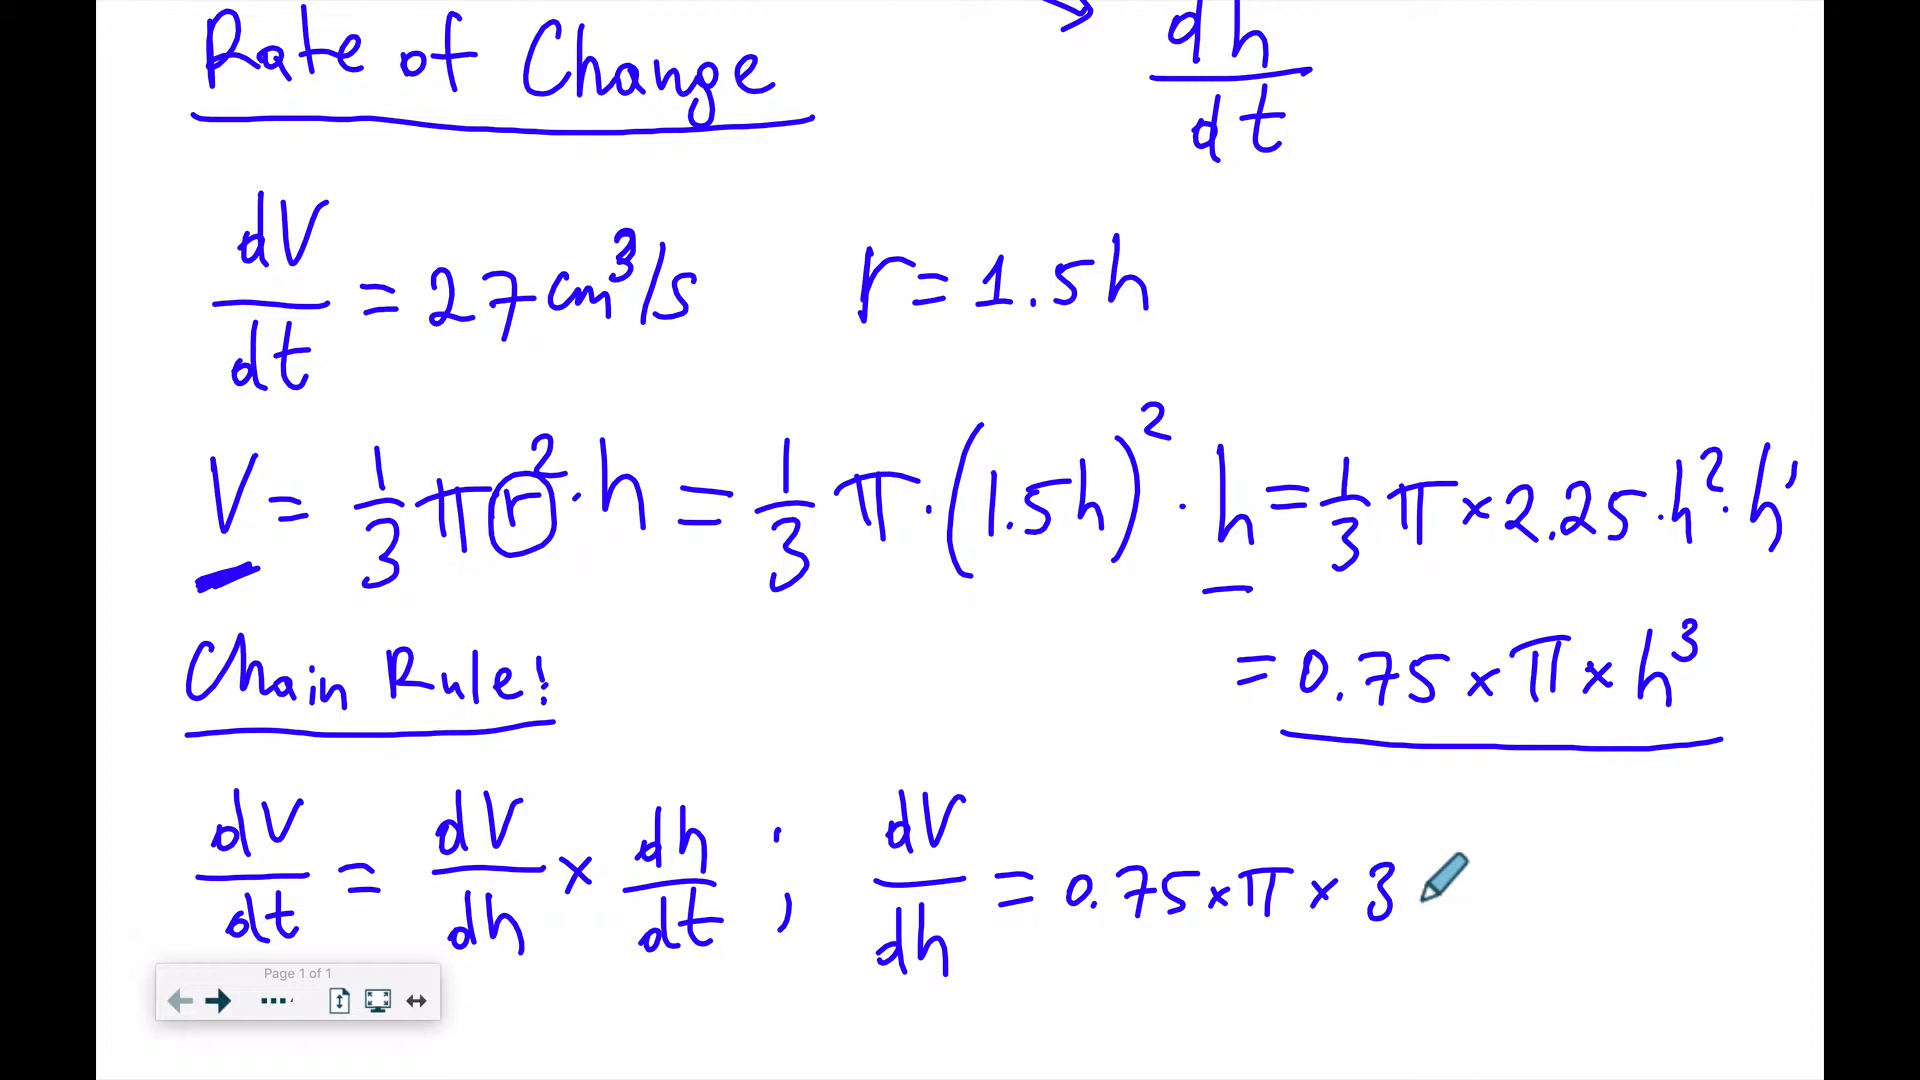 Rate of Change
dh/dt
dV/dt = 27 cm³/s r = 1.5h
V = 1/3 π r² · h = 1/3 π · (1.5h)² · h = 1/3 π × 2.25 · h² · h¹
= 0.75 × π × h³
Chain Rule!
dV/dt = dV/dh × dh/dt ; dV/dh = 0.75 × π × 3
Page 1 of 1